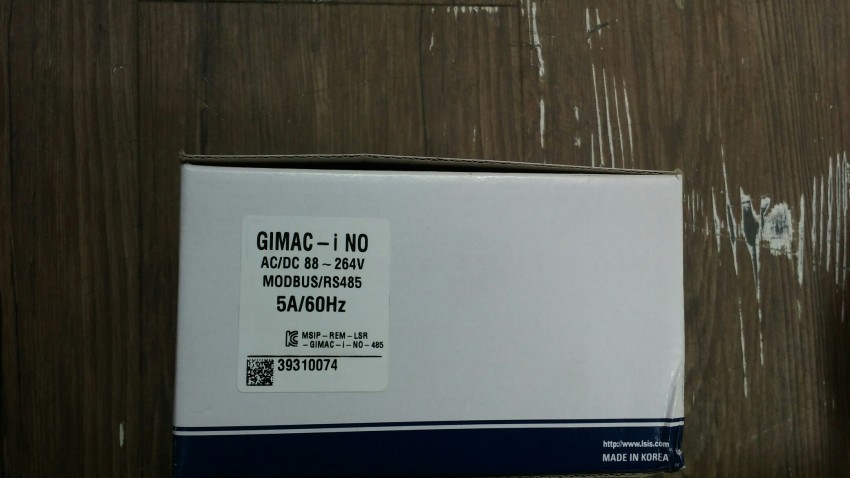 GIMAC-i NO
AC/DC 88 ~ 264V
MODBUS/RS485
5A/60Hz
MSIP-REM-LSR
-GIMAC-i-NO-485
39310074
http://www.lsis.com
MADE IN KOREA